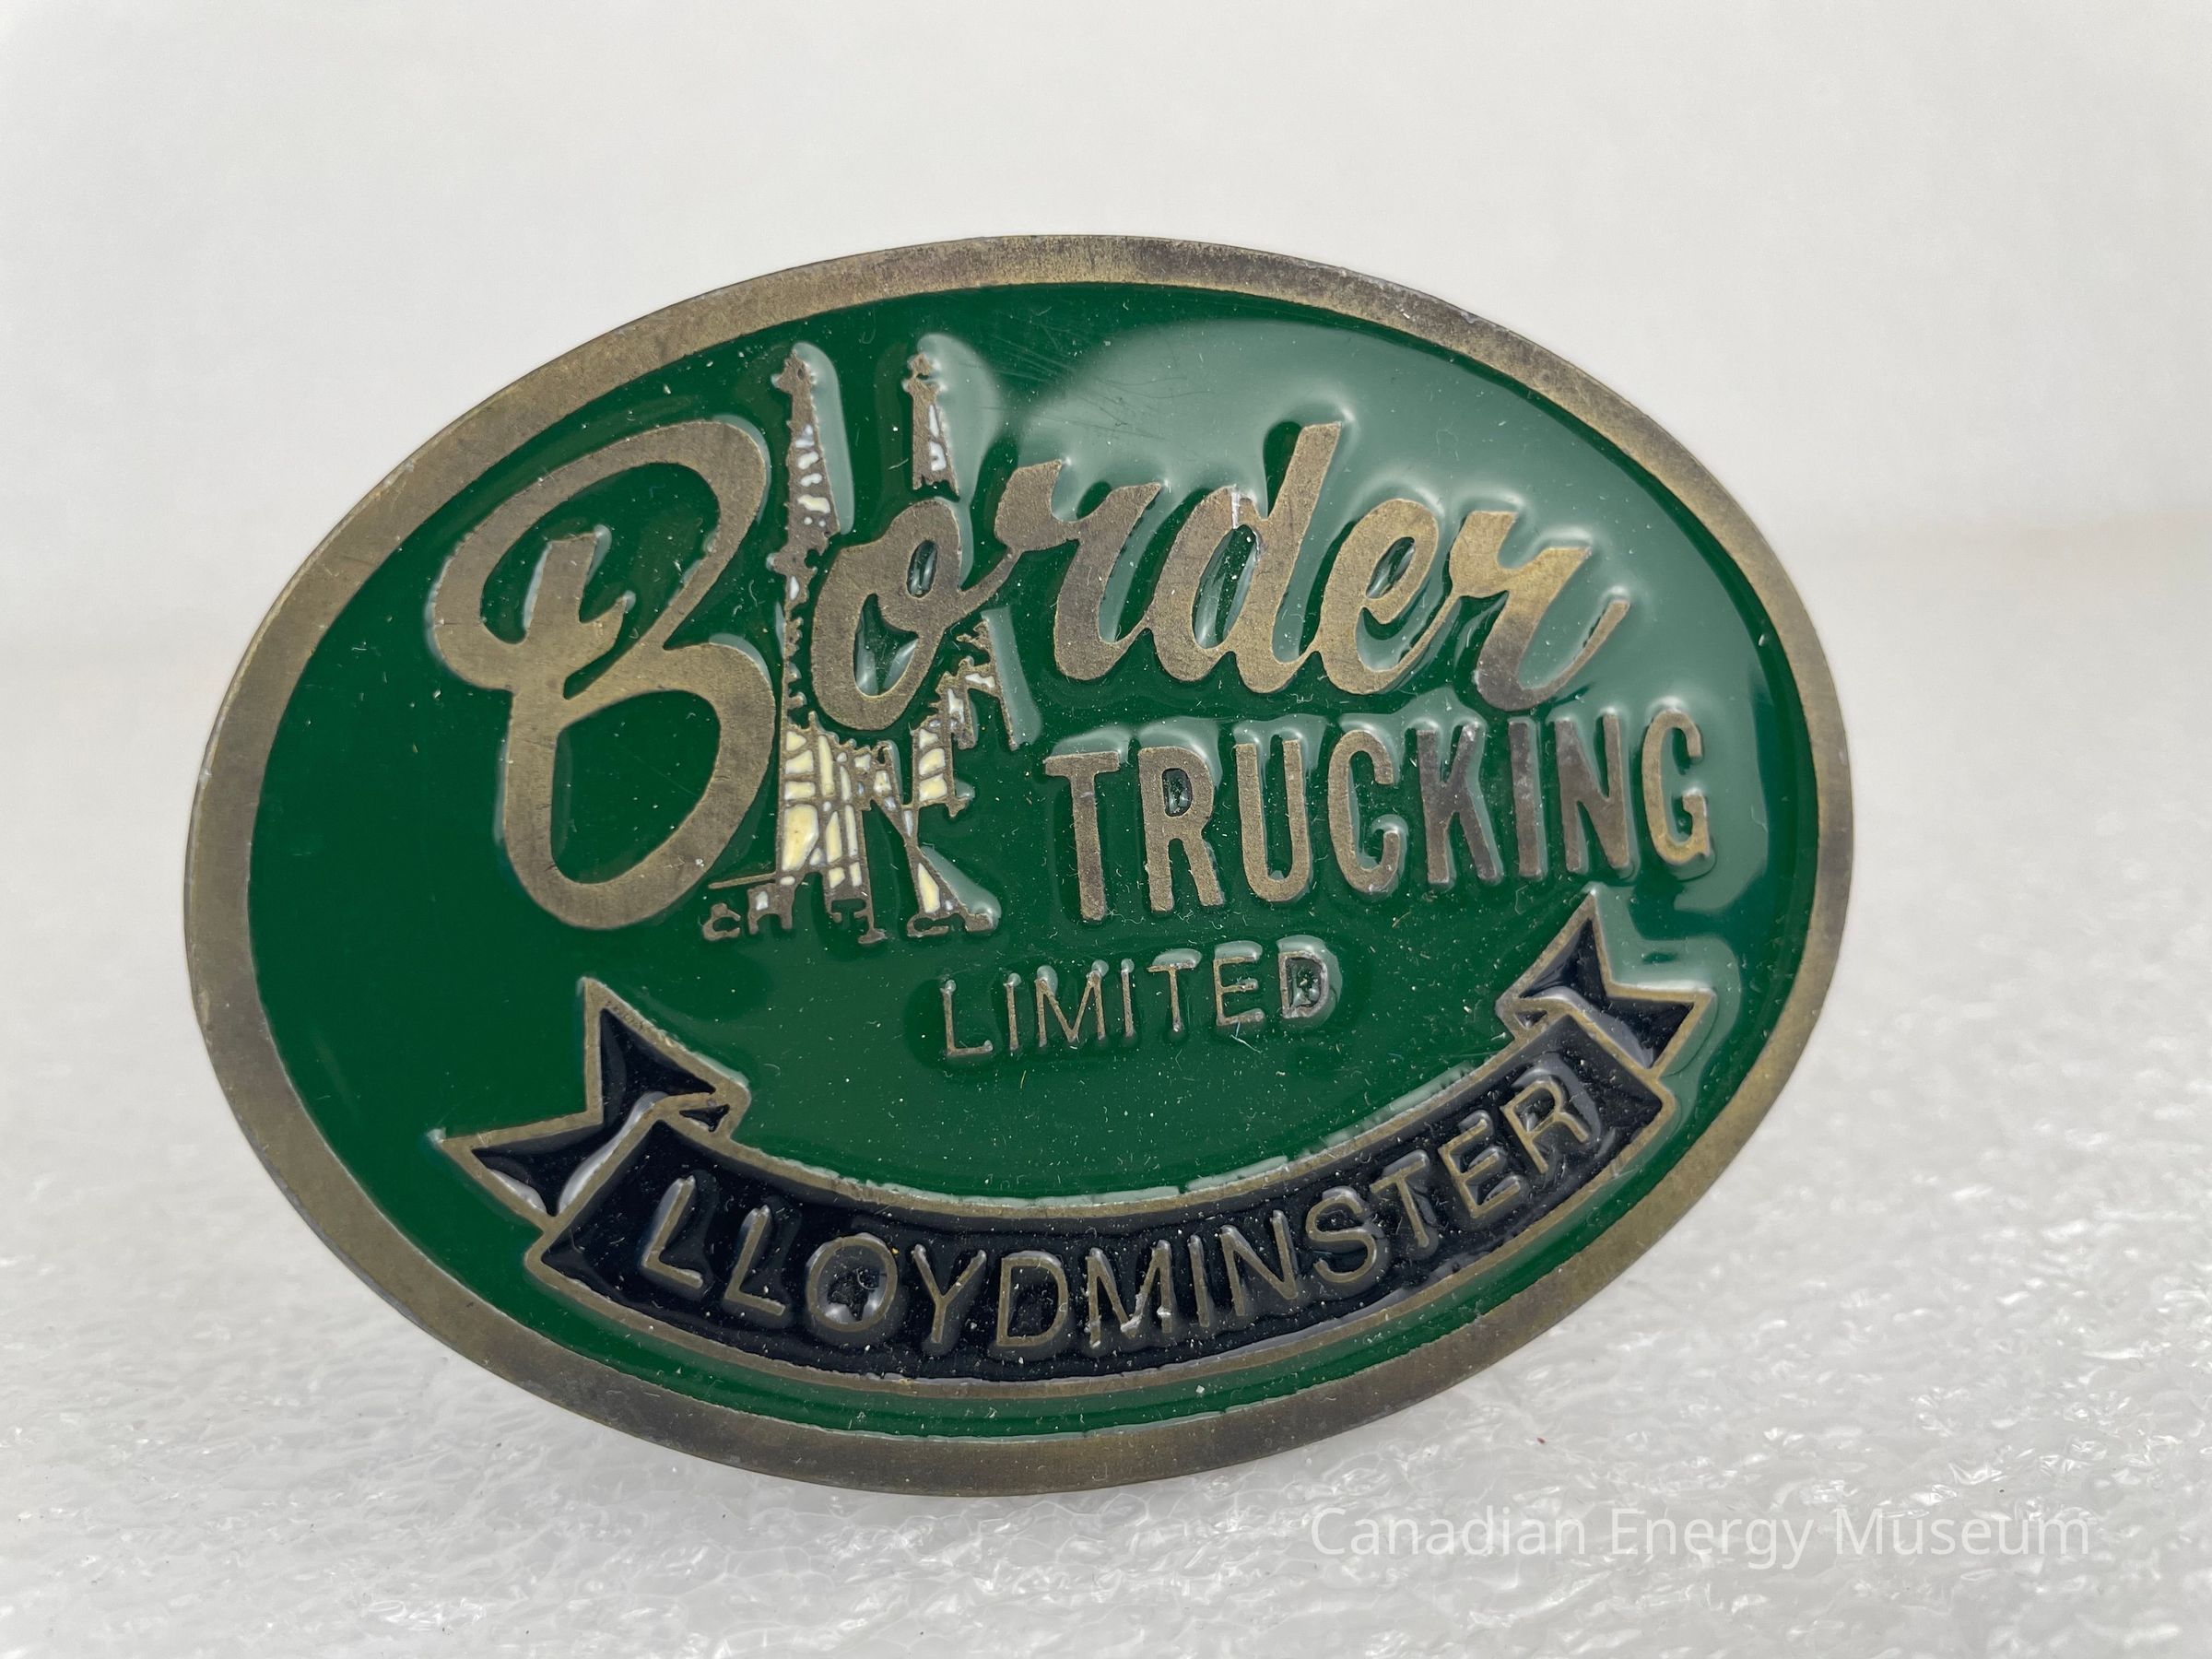 Border
TRUCKING
LIMITED
LLOYDMINSTER
Canadian Energy Museum